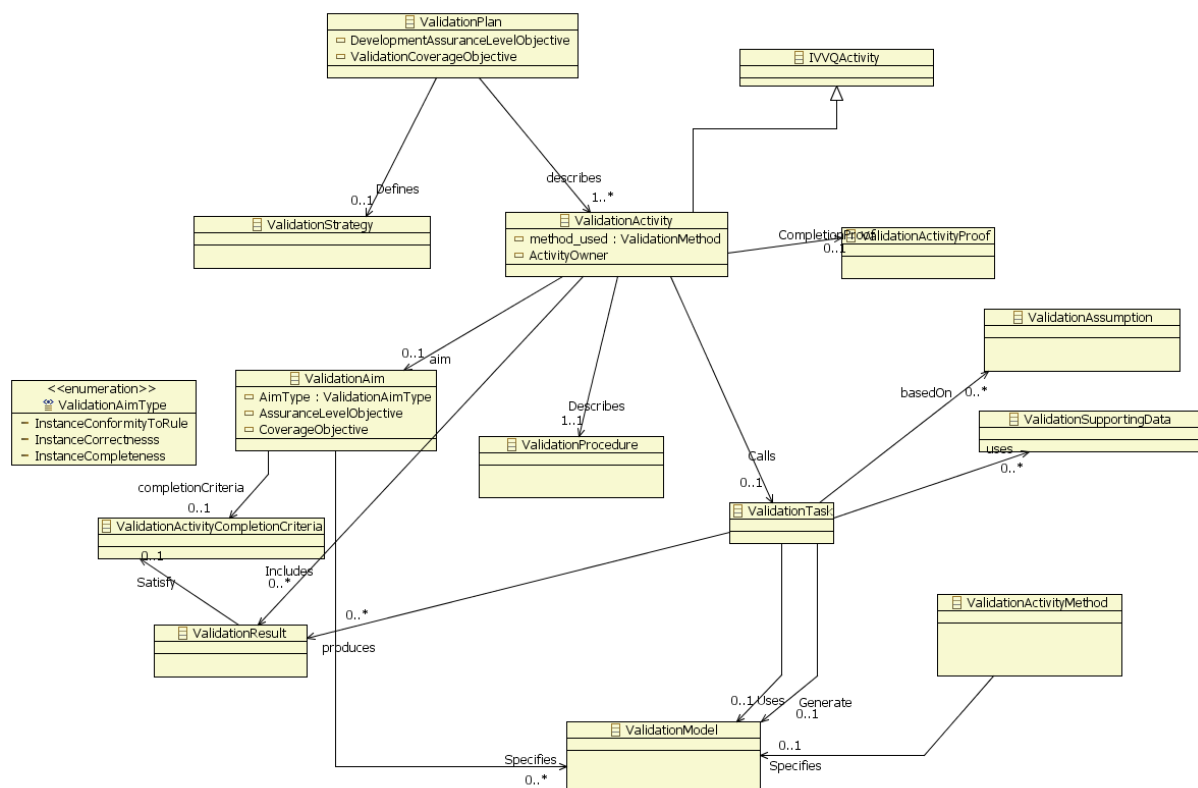 ValidationPlan
DevelopmentAssuranceLevelObjective
ValidationCoverageObjective
IVVQActivity
Defines
0..1
describes
1..*
ValidationStrategy
ValidationActivity
method_used : ValidationMethod
ActivityOwner
CompletionProof
0..1
ValidationActivityProof
ValidationAssumption
0..1
aim
basedOn
0..*
<<enumeration>>
ValidationAimType
InstanceConformityToRule
InstanceCorrectnesss
InstanceCompleteness
ValidationAim
AimType : ValidationAimType
AssuranceLevelObjective
CoverageObjective
Describes
1..1
ValidationProcedure
ValidationSupportingData
uses
0..*
Calls
0..1
completionCriteria
0..1
ValidationActivityCompletionCriteria
ValidationTask
0..1
Satisfy
Includes
0..*
ValidationResult
0..*
produces
ValidationActivityMethod
0..1
Uses
Generate
0..1
ValidationModel
0..1
Specifies
Specifies
0..*